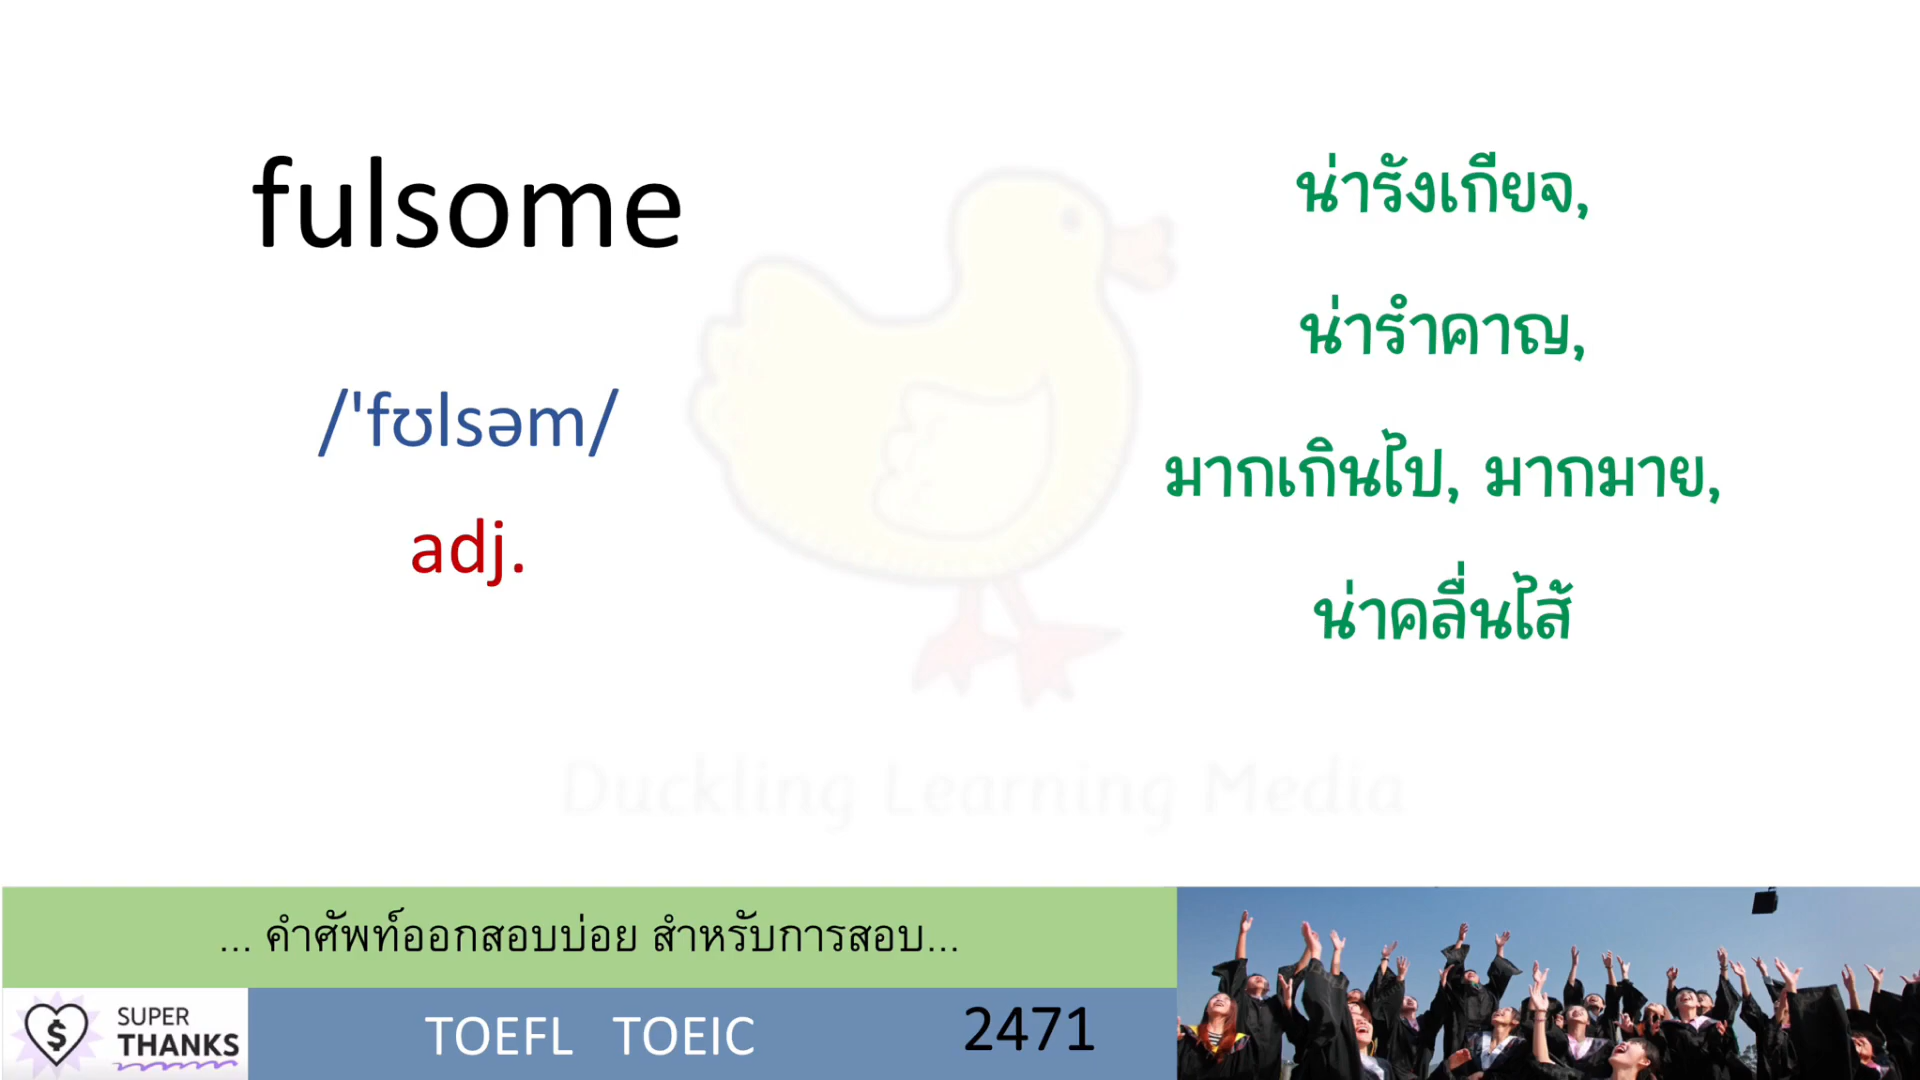 fulsome
/ˈfʊlsəm/
adj.
น่ารังเกียจ,
น่ารำคาญ,
มากเกินไป, มากมาย,
น่าคลื่นไส้
Duckling Learning Media
... คำศัพท์ออกสอบบ่อย สำหรับการสอบ...
SUPER
THANKS
TOEFL TOEIC
2471